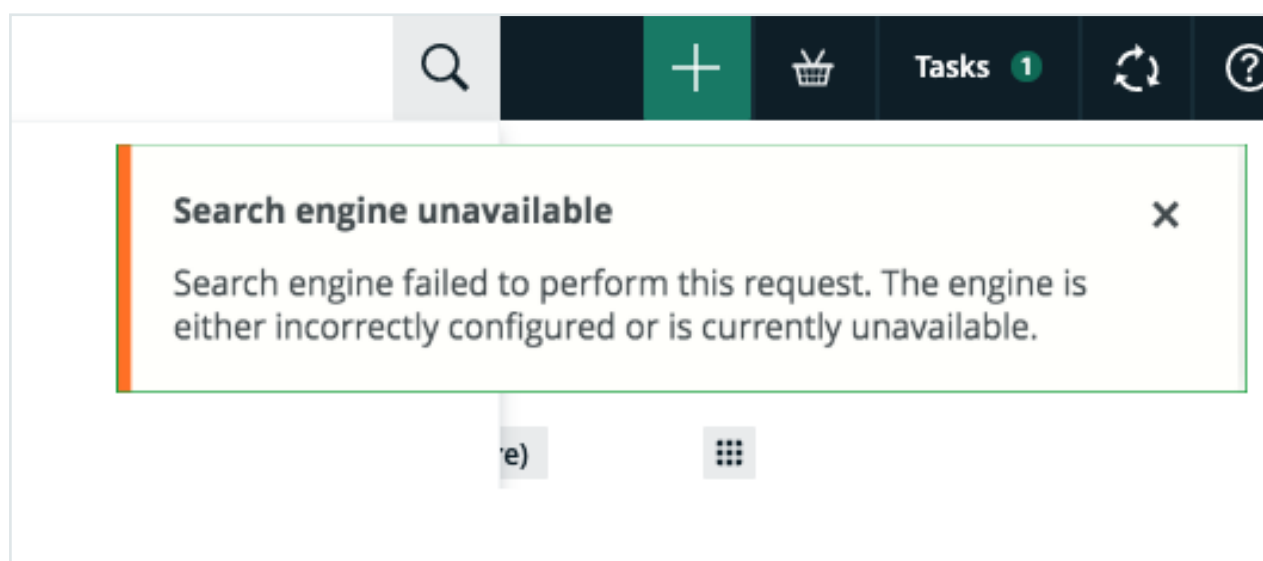 Tasks 1
Search engine unavailable
Search engine failed to perform this request. The engine is
either incorrectly configured or is currently unavailable.
re)